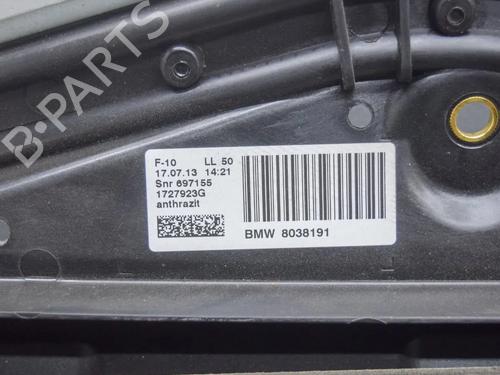 B-PARTS
F-10 LL 50
17.07.13 14:21
Snr 697155
1727923G
anthrazit
BMW 8038191